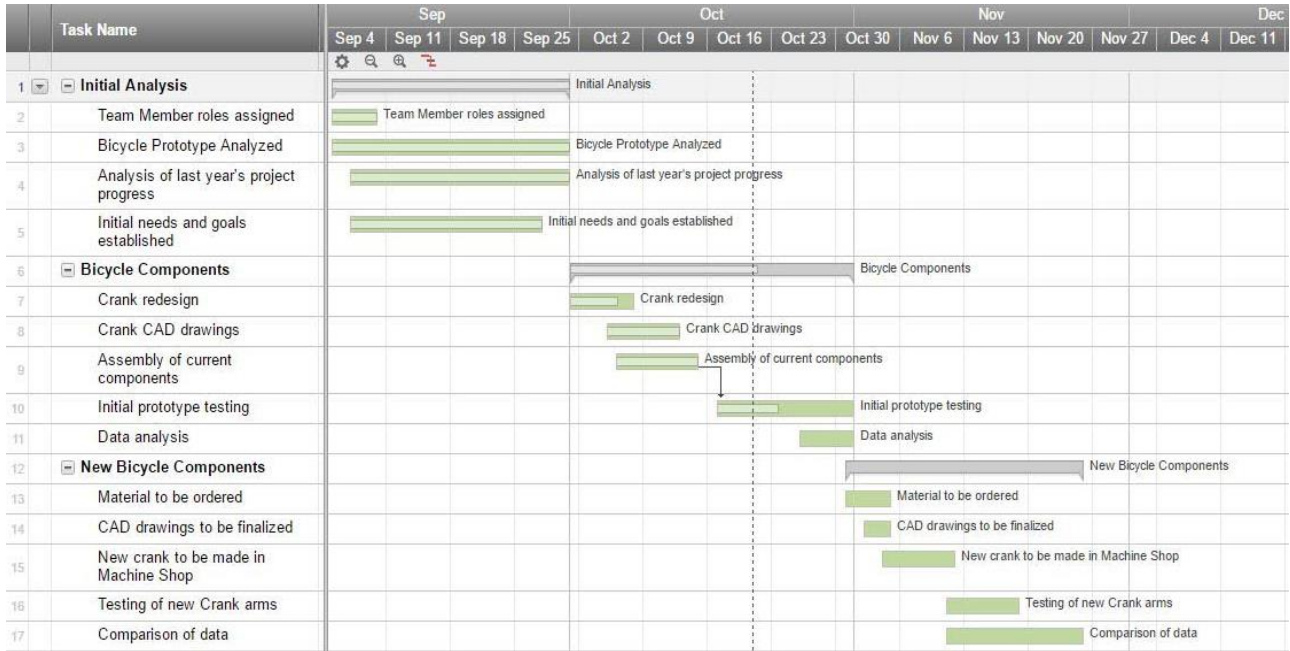 Sep Oct Nov Dec
Task Name
Sep 4 Sep 11 Sep 18 Sep 25 Oct 2 Oct 9 Oct 16 Oct 23 Oct 30 Nov 6 Nov 13 Nov 20 Nov 27 Dec 4 Dec 11
1 Initial Analysis Initial Analysis
2 Team Member roles assigned Team Member roles assigned
3 Bicycle Prototype Analyzed Bicycle Prototype Analyzed
4 Analysis of last year's project Analysis of last year's project progress
progress
5 Initial needs and goals Initial needs and goals established
established
6 Bicycle Components Bicycle Components
7 Crank redesign Crank redesign
8 Crank CAD drawings Crank CAD drawings
9 Assembly of current Assembly of current components
components
10 Initial prototype testing Initial prototype testing
11 Data analysis Data analysis
12 New Bicycle Components New Bicycle Components
13 Material to be ordered Material to be ordered
14 CAD drawings to be finalized CAD drawings to be finalized
15 New crank to be made in New crank to be made in Machine Shop
Machine Shop
16 Testing of new Crank arms Testing of new Crank arms
17 Comparison of data Comparison of data